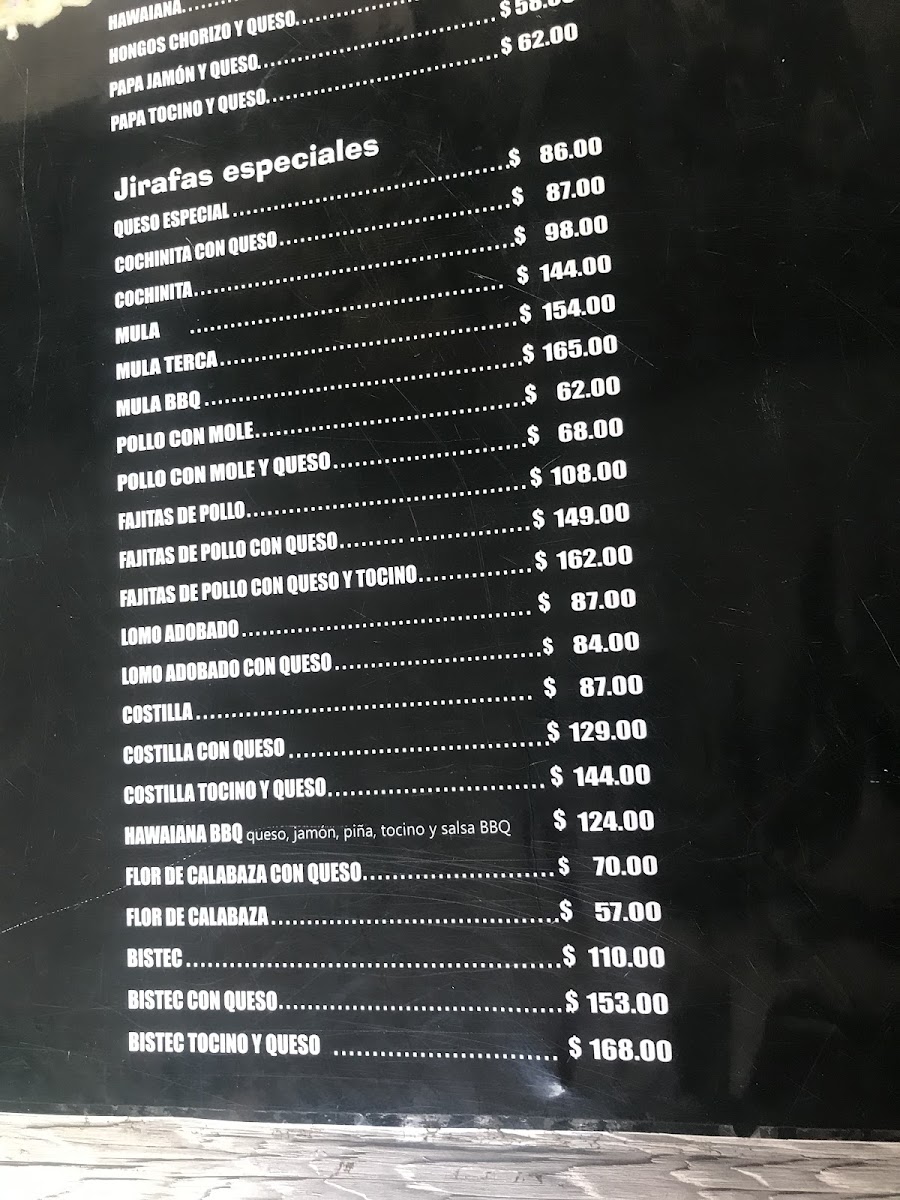 HAWAIANA
HONGOS CHORIZO Y QUESO
PAPA JAMÓN Y QUESO
PAPA TOCINO Y QUESO $ 62.00
Jirafas especiales
QUESO ESPECIAL $ 86.00
COCHINITA CON QUESO $ 87.00
COCHINITA $ 98.00
MULA $ 144.00
MULA TERCA $ 154.00
MULA BBQ $ 165.00
POLLO CON MOLE $ 62.00
POLLO CON MOLE Y QUESO $ 68.00
FAJITAS DE POLLO $ 108.00
FAJITAS DE POLLO CON QUESO $ 149.00
FAJITAS DE POLLO CON QUESO Y TOCINO $ 162.00
LOMO ADOBADO $ 87.00
LOMO ADOBADO CON QUESO $ 84.00
COSTILLA $ 87.00
COSTILLA CON QUESO $ 129.00
COSTILLA TOCINO Y QUESO $ 144.00
HAWAIANA BBQ queso, jamón, piña, tocino y salsa BBQ $ 124.00
FLOR DE CALABAZA CON QUESO $ 70.00
FLOR DE CALABAZA $ 57.00
BISTEC $ 110.00
BISTEC CON QUESO $ 153.00
BISTEC TOCINO Y QUESO $ 168.00